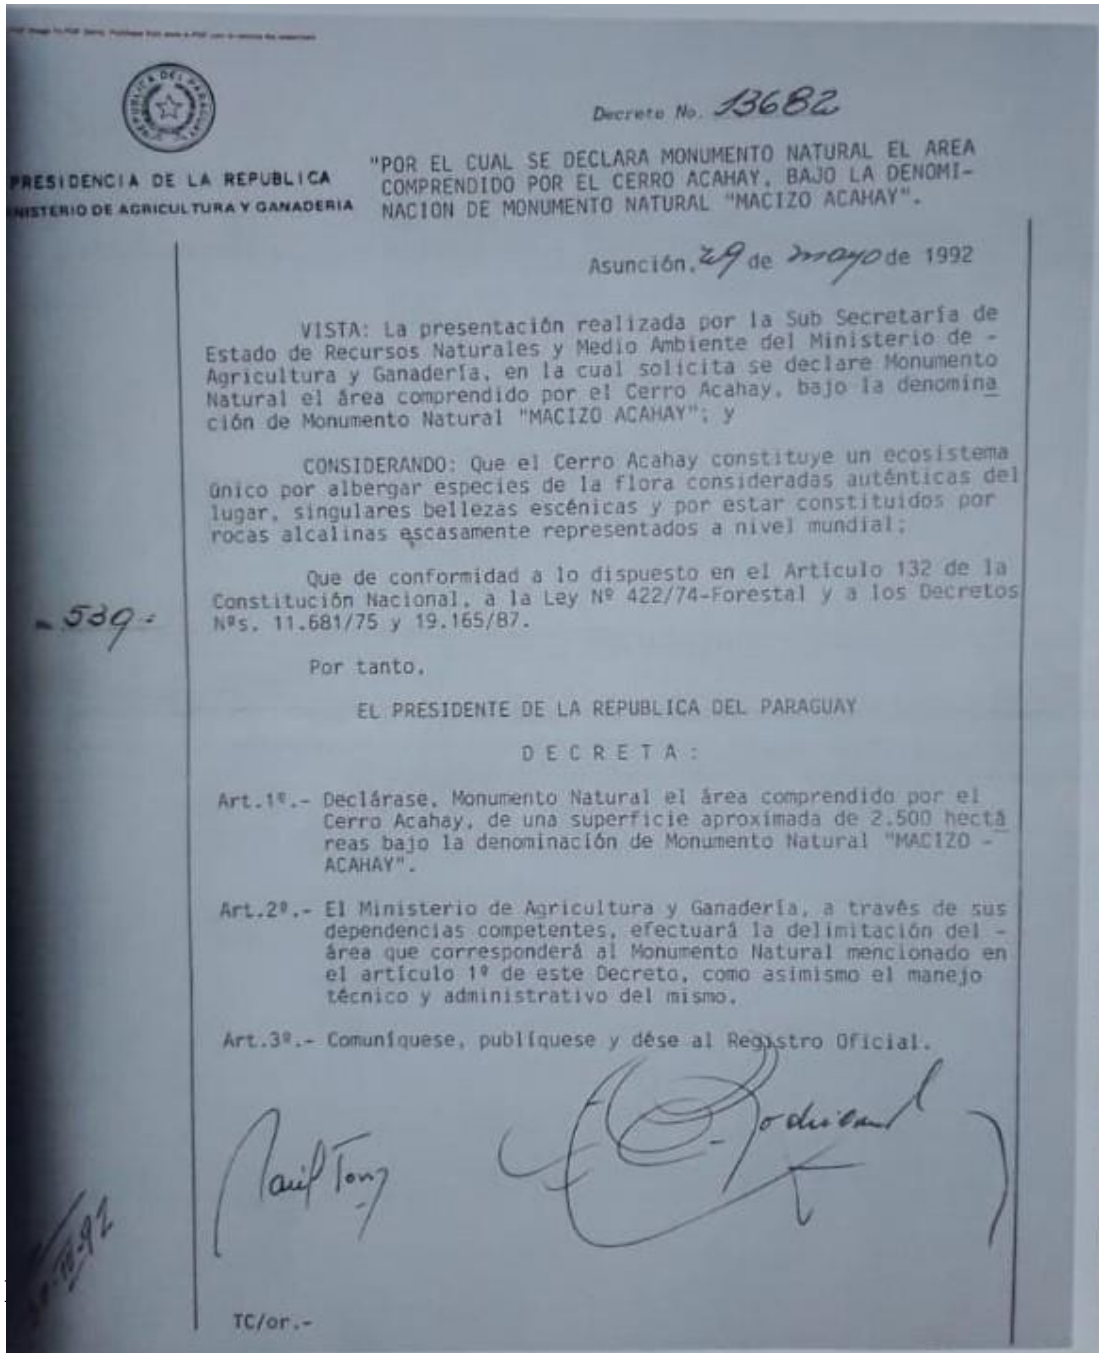 REPUBLICA DEL PARAGUAY
Decreto No. 13682
PRESIDENCIA DE LA REPUBLICA
MINISTERIO DE AGRICULTURA Y GANADERIA
"POR EL CUAL SE DECLARA MONUMENTO NATURAL EL AREA
COMPRENDIDO POR EL CERRO ACAHAY, BAJO LA DENOMI-
NACION DE MONUMENTO NATURAL "MACIZO ACAHAY".
Asunción, 29 de mayo de 1992
VISTA: La presentación realizada por la Sub Secretaría de
Estado de Recursos Naturales y Medio Ambiente del Ministerio de -
Agricultura y Ganadería, en la cual solicita se declare Monumento
Natural el área comprendido por el Cerro Acahay, bajo la denomina
ción de Monumento Natural "MACIZO ACAHAY"; y
CONSIDERANDO: Que el Cerro Acahay constituye un ecosistema
único por albergar especies de la flora consideradas auténticas del
lugar, singulares bellezas escénicas y por estar constituidos por
rocas alcalinas escasamente representados a nivel mundial;
Que de conformidad a lo dispuesto en el Artículo 132 de la
Constitución Nacional, a la Ley Nº 422/74-Forestal y a los Decretos
Nºs. 11.681/75 y 19.165/87.
- 539 -
Por tanto,
EL PRESIDENTE DE LA REPUBLICA DEL PARAGUAY
D E C R E T A :
Art.1º.- Declárase, Monumento Natural el área comprendido por el
Cerro Acahay, de una superficie aproximada de 2.500 hectá
reas bajo la denominación de Monumento Natural "MACIZO -
ACAHAY".
Art.2º.- El Ministerio de Agricultura y Ganadería, a través de sus
dependencias competentes, efectuará la delimitación del -
área que corresponderá al Monumento Natural mencionado en
el artículo 1º de este Decreto, como asimismo el manejo
técnico y administrativo del mismo.
Art.3º.- Comuníquese, publíquese y dése al Registro Oficial.
TC/or.-